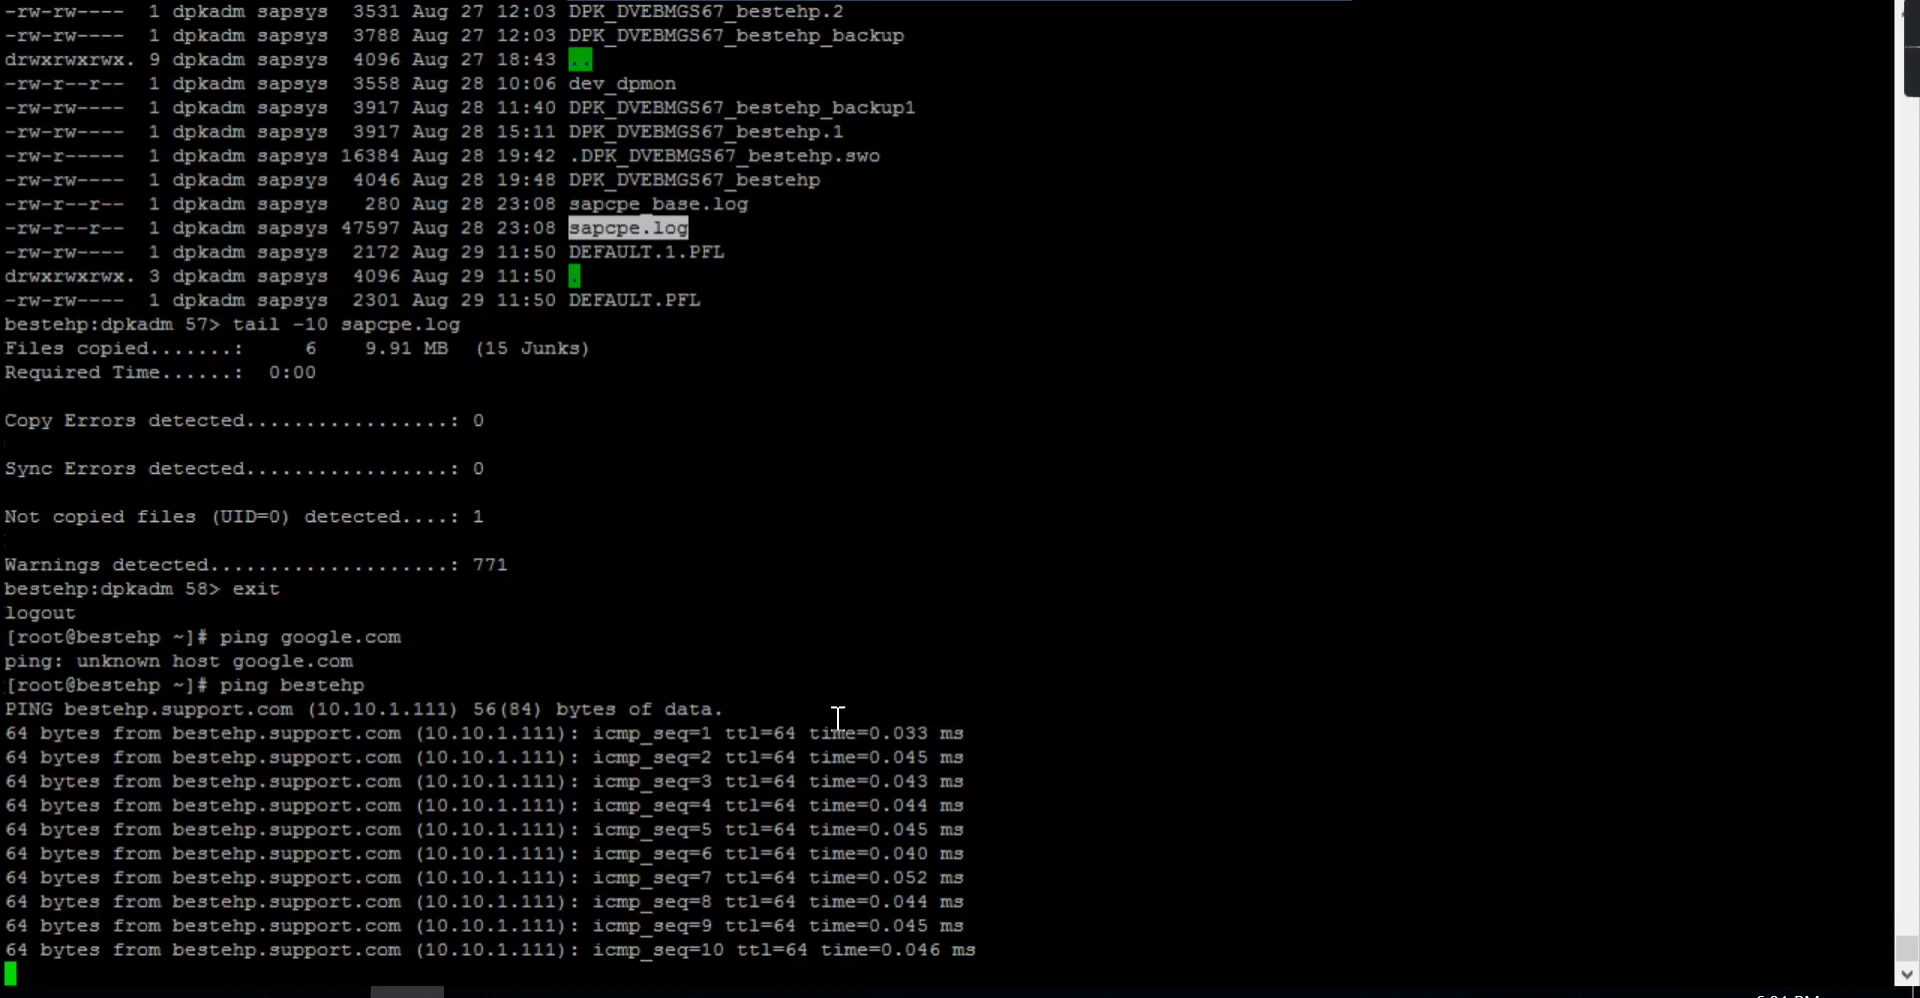 -rw-rw---- 1 dpkadm sapsys 3531 Aug 27 12:03 DPK_DVEBMGS67_bestehp.2
-rw-rw---- 1 dpkadm sapsys 3788 Aug 27 12:03 DPK_DVEBMGS67_bestehp_backup
drwxrwxrwx. 9 dpkadm sapsys 4096 Aug 27 18:43 ..
-rw-r--r-- 1 dpkadm sapsys 3558 Aug 28 10:06 dev_dpmon
-rw-rw---- 1 dpkadm sapsys 3917 Aug 28 11:40 DPK_DVEBMGS67_bestehp_backup1
-rw-rw---- 1 dpkadm sapsys 3917 Aug 28 15:11 DPK_DVEBMGS67_bestehp.1
-rw-r----- 1 dpkadm sapsys 16384 Aug 28 19:42 .DPK_DVEBMGS67_bestehp.swo
-rw-rw---- 1 dpkadm sapsys 4046 Aug 28 19:48 DPK_DVEBMGS67_bestehp
-rw-r--r-- 1 dpkadm sapsys 280 Aug 28 23:08 sapcpe_base.log
-rw-r--r-- 1 dpkadm sapsys 47597 Aug 28 23:08 sapcpe.log
-rw-rw---- 1 dpkadm sapsys 2172 Aug 29 11:50 DEFAULT.1.PFL
drwxrwxrwx. 3 dpkadm sapsys 4096 Aug 29 11:50 .
-rw-rw---- 1 dpkadm sapsys 2301 Aug 29 11:50 DEFAULT.PFL
bestehp:dpkadm 57> tail -10 sapcpe.log
Files copied.......: 6 9.91 MB (15 Junks)
Required Time......: 0:00
Copy Errors detected.................: 0
Sync Errors detected.................: 0
Not copied files (UID=0) detected....: 1
Warnings detected....................: 771
bestehp:dpkadm 58> exit
logout
[root@bestehp ~]# ping google.com
ping: unknown host google.com
[root@bestehp ~]# ping bestehp
PING bestehp.support.com (10.10.1.111) 56(84) bytes of data.
64 bytes from bestehp.support.com (10.10.1.111): icmp_seq=1 ttl=64 time=0.033 ms
64 bytes from bestehp.support.com (10.10.1.111): icmp_seq=2 ttl=64 time=0.045 ms
64 bytes from bestehp.support.com (10.10.1.111): icmp_seq=3 ttl=64 time=0.043 ms
64 bytes from bestehp.support.com (10.10.1.111): icmp_seq=4 ttl=64 time=0.044 ms
64 bytes from bestehp.support.com (10.10.1.111): icmp_seq=5 ttl=64 time=0.045 ms
64 bytes from bestehp.support.com (10.10.1.111): icmp_seq=6 ttl=64 time=0.040 ms
64 bytes from bestehp.support.com (10.10.1.111): icmp_seq=7 ttl=64 time=0.052 ms
64 bytes from bestehp.support.com (10.10.1.111): icmp_seq=8 ttl=64 time=0.044 ms
64 bytes from bestehp.support.com (10.10.1.111): icmp_seq=9 ttl=64 time=0.045 ms
64 bytes from bestehp.support.com (10.10.1.111): icmp_seq=10 ttl=64 time=0.046 ms